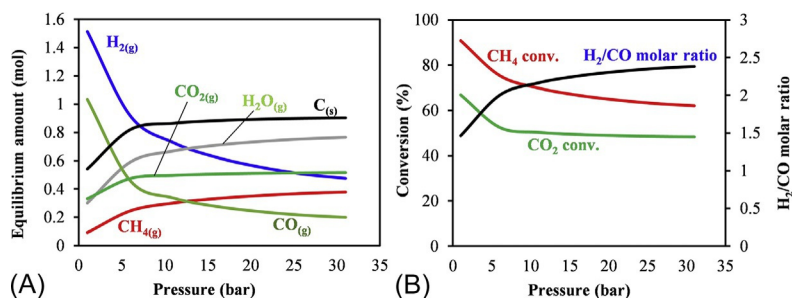 1.6
1.4
1.2
1
0.8
0.6
0.4
0.2
0
Equilibrium amount (mol)
H2(g)
CO2(g)
H2O(g)
C(s)
CH4(g)
CO(g)
0 5 10 15 20 25 30 35
Pressure (bar)
(A)
100
80
60
40
20
0
Conversion (%)
CH4 conv.
H2/CO molar ratio
CO2 conv.
3
2.5
2
1.5
1
0.5
0
H2/CO molar ratio
0 5 10 15 20 25 30 35
Pressure (bar)
(B)